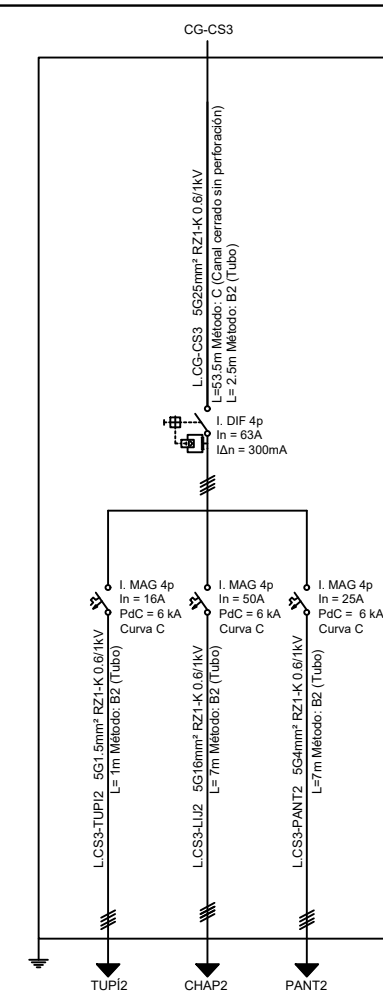 CG-CS3
L.CG-CS3 5G25mm² RZ1-K 0.6/1kV
L=53.5m Método: C (Canal cerrado sin perforación)
L= 2.5m Método: B2 (Tubo)
I. DIF 4p
In = 63A
IΔn = 300mA
I. MAG 4p
In = 16A
PdC = 6 kA
Curva C
I. MAG 4p
In = 50A
PdC = 6 kA
Curva C
I. MAG 4p
In = 25A
PdC = 6 kA
Curva C
L.CS3-TUPI2 5G1.5mm² RZ1-K 0.6/1kV
L= 1m Método: B2 (Tubo)
L.CS3-LIJ2 5G16mm² RZ1-K 0.6/1kV
L= 7m Método: B2 (Tubo)
L.CS3-PANT2 5G4mm² RZ1-K 0.6/1kV
L=7m Método: B2 (Tubo)
TUPÍ2
CHAP2
PANT2